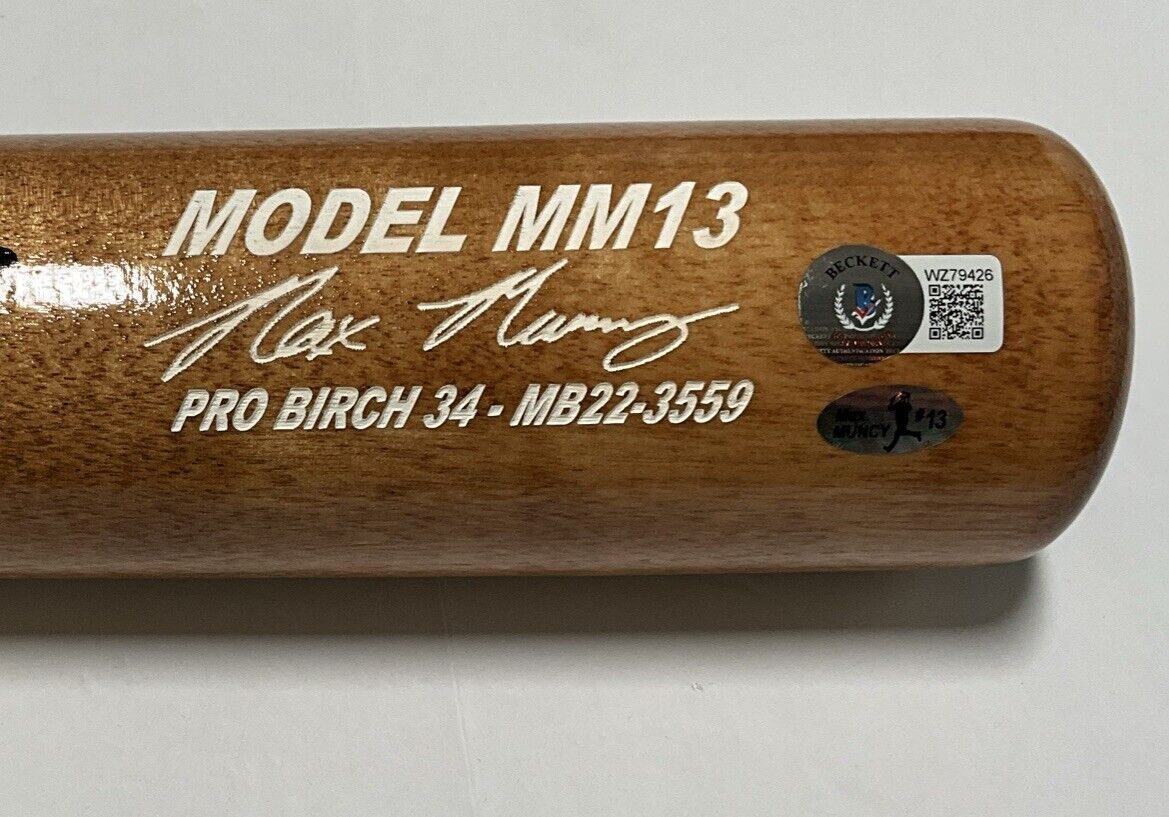 MODEL MM13
Max Muncy
PRO BIRCH 34 - MB22-3559
BECKETT
WZ79426
Max
MUNCY #13